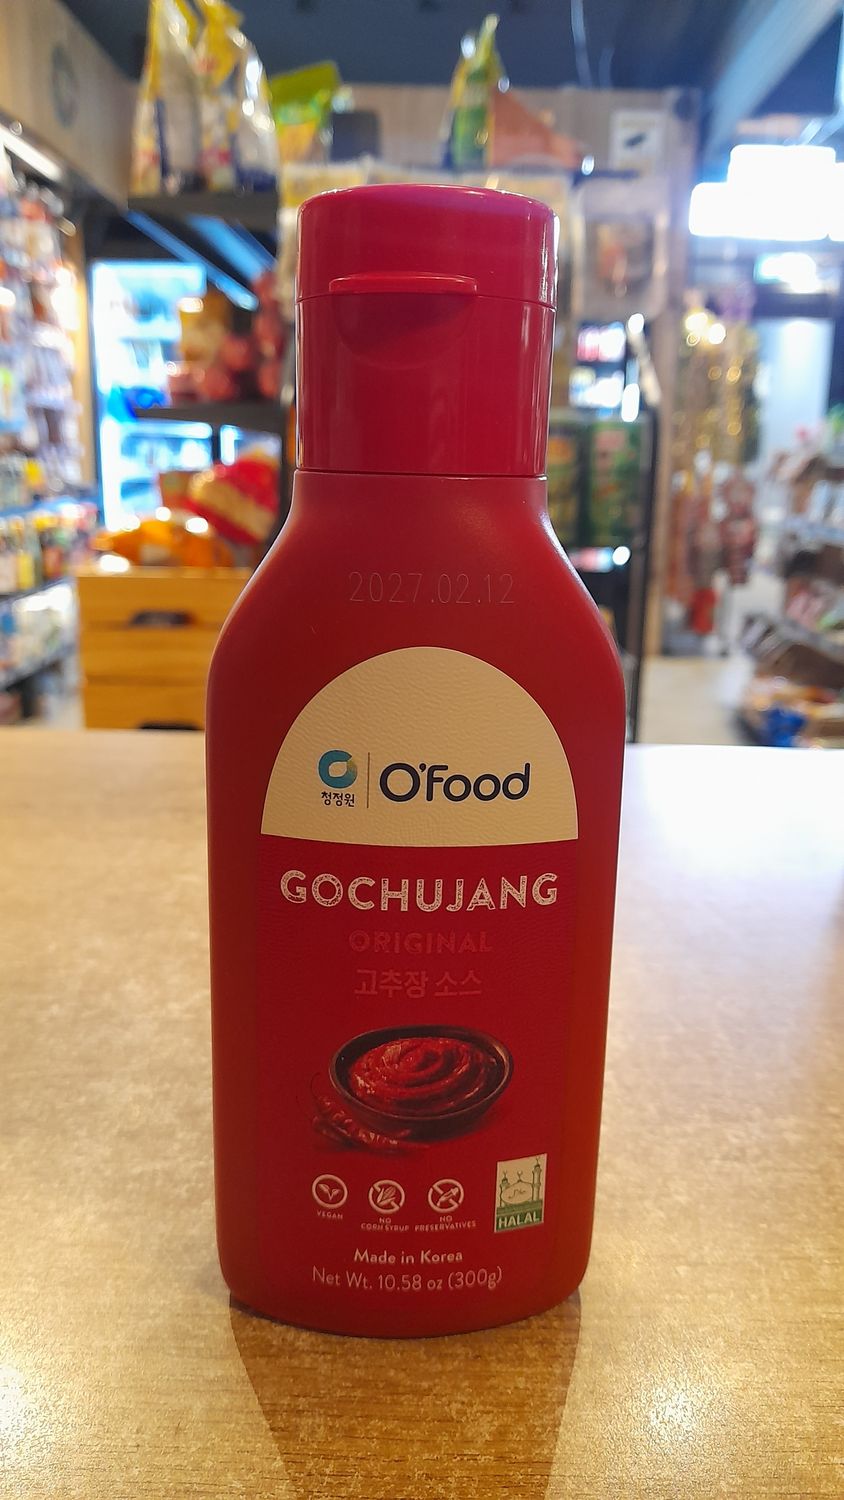 2027.02.12
청정원
O'Food
GOCHUJANG
ORIGINAL
고추장 소스
VEGAN
NO
CORN SYRUP
NO
PRESERVATIVES
HALAL
Made in Korea
Net Wt. 10.58 oz (300g)